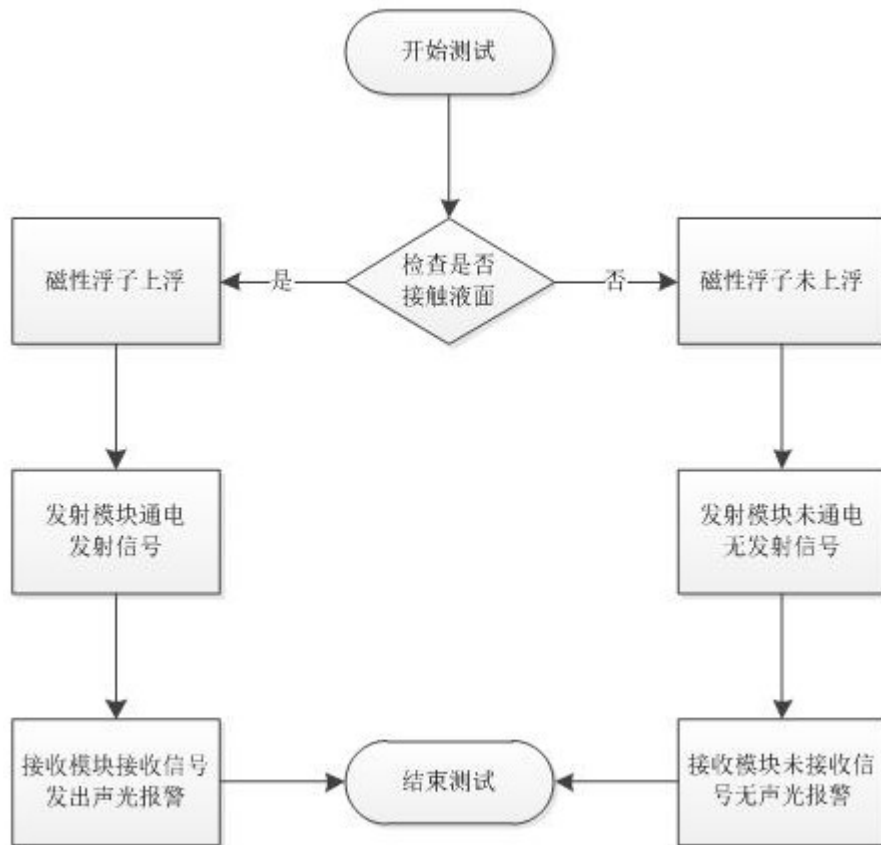 开始测试
磁性浮子上浮
是
检查是否
接触液面
否
磁性浮子未上浮
发射模块通电
发射信号
发射模块未通电
无发射信号
接收模块接收信号
发出声光报警
结束测试
接收模块未接收信
号无声光报警